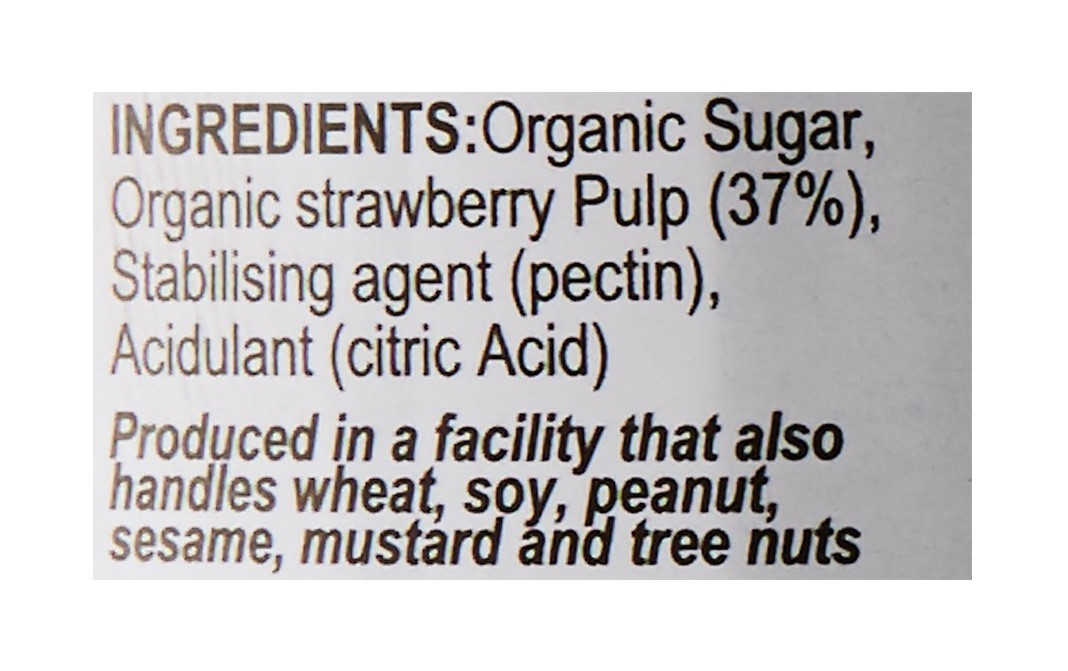 INGREDIENTS:Organic Sugar,
Organic strawberry Pulp (37%),
Stabilising agent (pectin),
Acidulant (citric Acid)
Produced in a facility that also
handles wheat, soy, peanut,
sesame, mustard and tree nuts